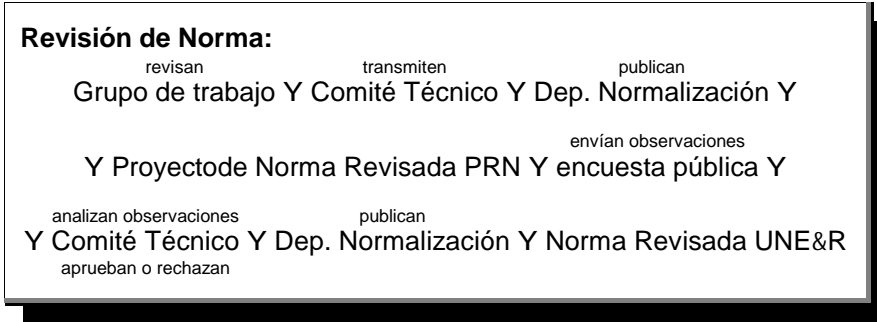 Revisión de Norma:
revisan transmiten publican
Grupo de trabajo Y Comité Técnico Y Dep. Normalización Y
envían observaciones
Y Proyectode Norma Revisada PRN Y encuesta pública Y
analizan observaciones publican
Y Comité Técnico Y Dep. Normalización Y Norma Revisada UNE&R
aprueban o rechazan